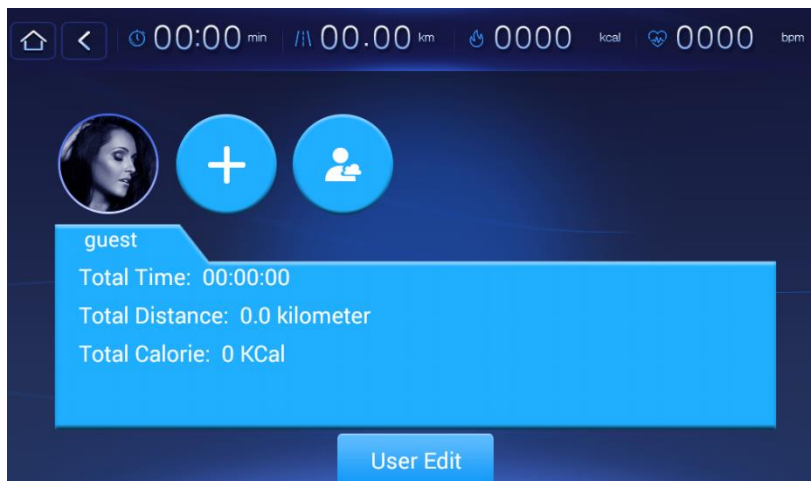 00:00 min 00.00 km 0000 kcal 0000 bpm
guest
Total Time: 00:00:00
Total Distance: 0.0 kilometer
Total Calorie: 0 KCal
User Edit